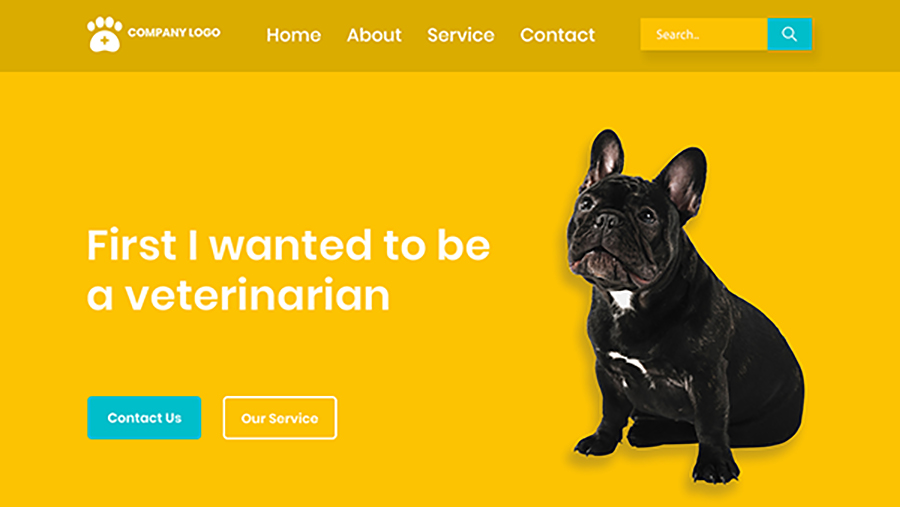 COMPANY LOGO
Home About Service Contact
Search..
First I wanted to be
a veterinarian
Contact Us
Our Service